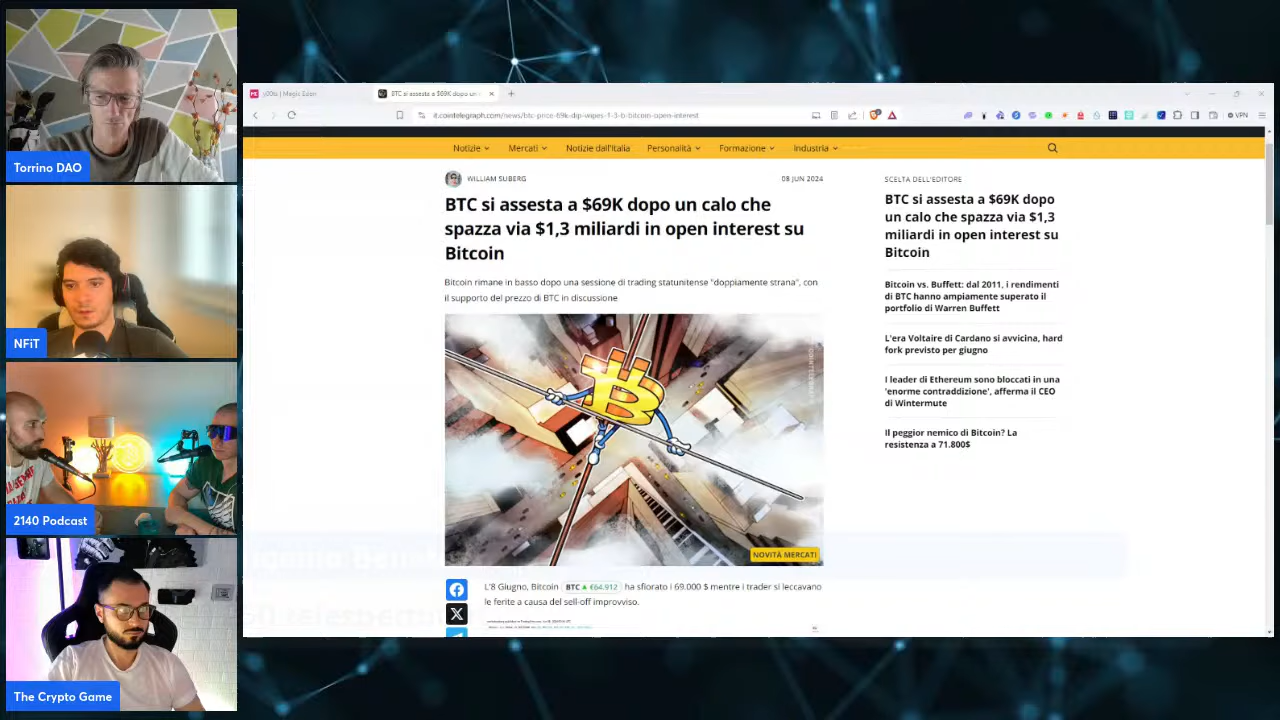 Torrino DAO
NFiT
2140 Podcast
The Crypto Game
y00ts | Magic Eden
BTC si assesta a $69K dopo un
it.cointelegraph.com/news/btc-price-69k-dip-wipes-1-3-b-bitcoin-open-interest
VPN
Notizie
Mercati
Notizie dall'Italia
Personalità
Formazione
Industria
WILLIAM SUBERG
08 JUN 2024
BTC si assesta a $69K dopo un calo che
spazza via $1,3 miliardi in open interest su
Bitcoin
Bitcoin rimane in basso dopo una sessione di trading statunitense "doppiamente strana", con
il supporto del prezzo di BTC in discussione
COINTELEGRAPH
NOVITÀ MERCATI
L'8 Giugno, Bitcoin BTC ▲ €64.912 ha sfiorato i 69.000 $ mentre i trader si leccavano
le ferite a causa del sell-off improvviso.
SCELTA DELL'EDITORE
BTC si assesta a $69K dopo
un calo che spazza via $1,3
miliardi in open interest su
Bitcoin
Bitcoin vs. Buffett: dal 2011, i rendimenti
di BTC hanno ampiamente superato il
portfolio di Warren Buffett
L'era Voltaire di Cardano si avvicina, hard
fork previsto per giugno
I leader di Ethereum sono bloccati in una
'enorme contraddizione', afferma il CEO
di Wintermute
Il peggior nemico di Bitcoin? La
resistenza a 71.800$